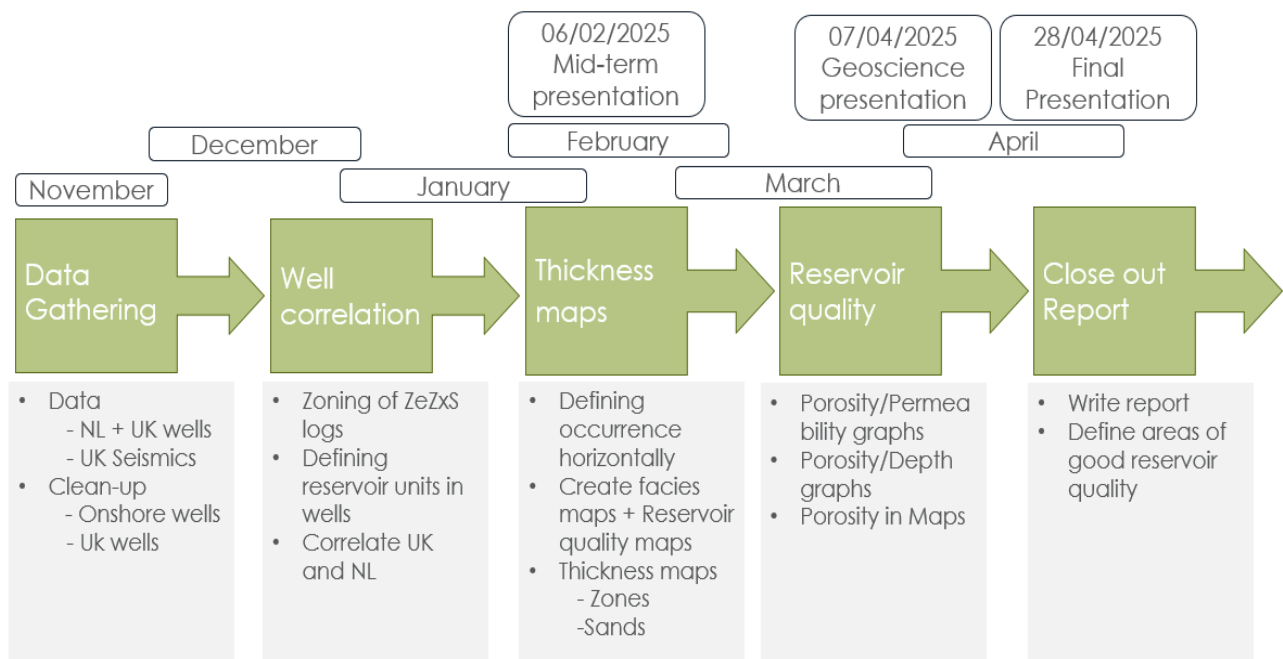 06/02/2025
Mid-term
presentation
07/04/2025
Geoscience
presentation
28/04/2025
Final
Presentation
December
February
April
November
January
March
Data
Gathering
Well
correlation
Thickness
maps
Reservoir
quality
Close out
Report
• Data
- NL + UK wells
- UK Seismics
• Clean-up
- Onshore wells
- Uk wells
• Zoning of ZeZxS
logs
• Defining
reservoir units in
wells
• Correlate UK
and NL
• Defining
occurrence
horizontally
• Create facies
maps + Reservoir
quality maps
• Thickness maps
- Zones
-Sands
• Porosity/Permea
bility graphs
• Porosity/Depth
graphs
• Porosity in Maps
• Write report
• Define areas of
good reservoir
quality